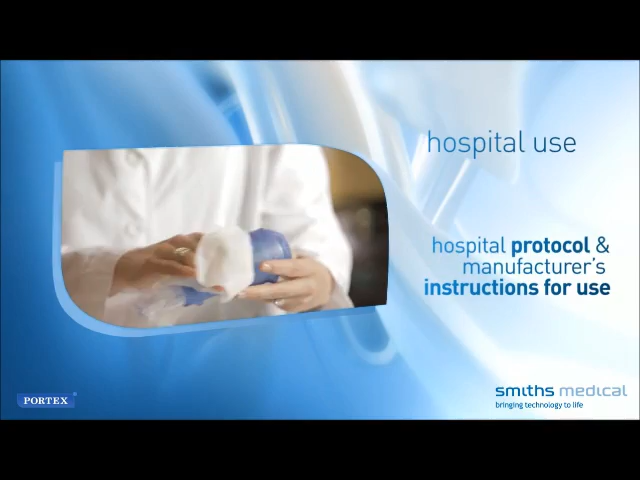 hospital use
hospital protocol &
manufacturer's
instructions for use
PORTEX
smiths medical
bringing technology to life